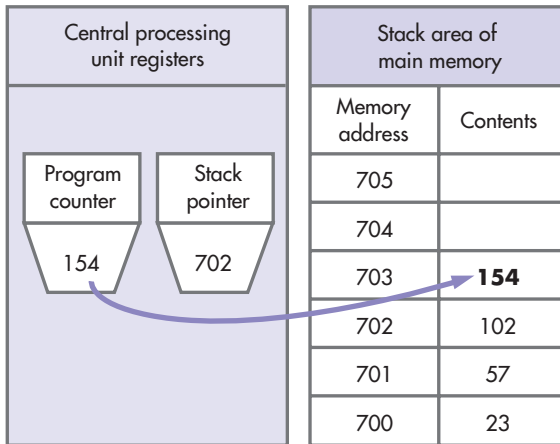 Central processing
unit registers
Program
counter
154
Stack
pointer
702
Stack area of
main memory
Memory
address
Contents
705
704
703 154
702 102
701 57
700 23